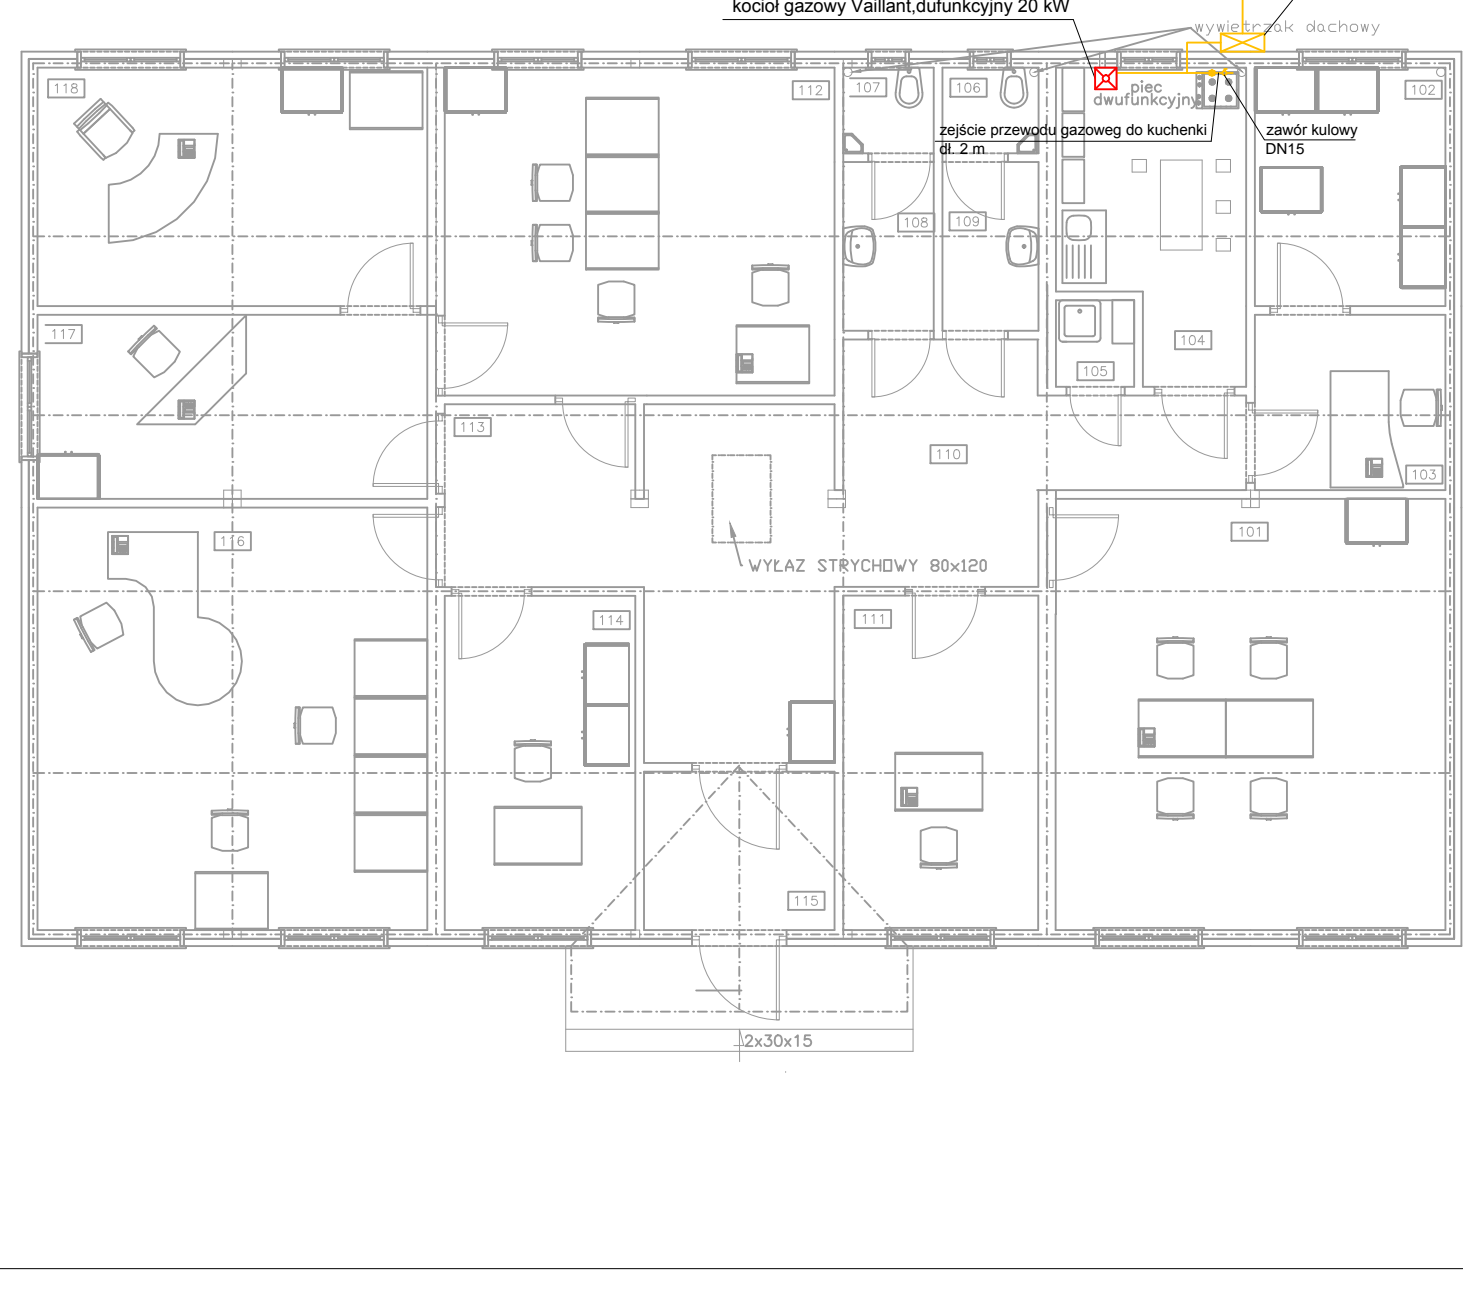 kocioł gazowy Vaillant,dufunkcyjny 20 kW
wywietrzak dachowy
118
112
107
106
piec
dwufunkcyjny
102
zejście przewodu gazoweg do kuchenki
dł. 2 m
zawór kulowy
DN15
108
109
117
104
105
113
110
103
116
101
WYŁAZ STRYCHOWY 80x120
114
111
115
12x30x15